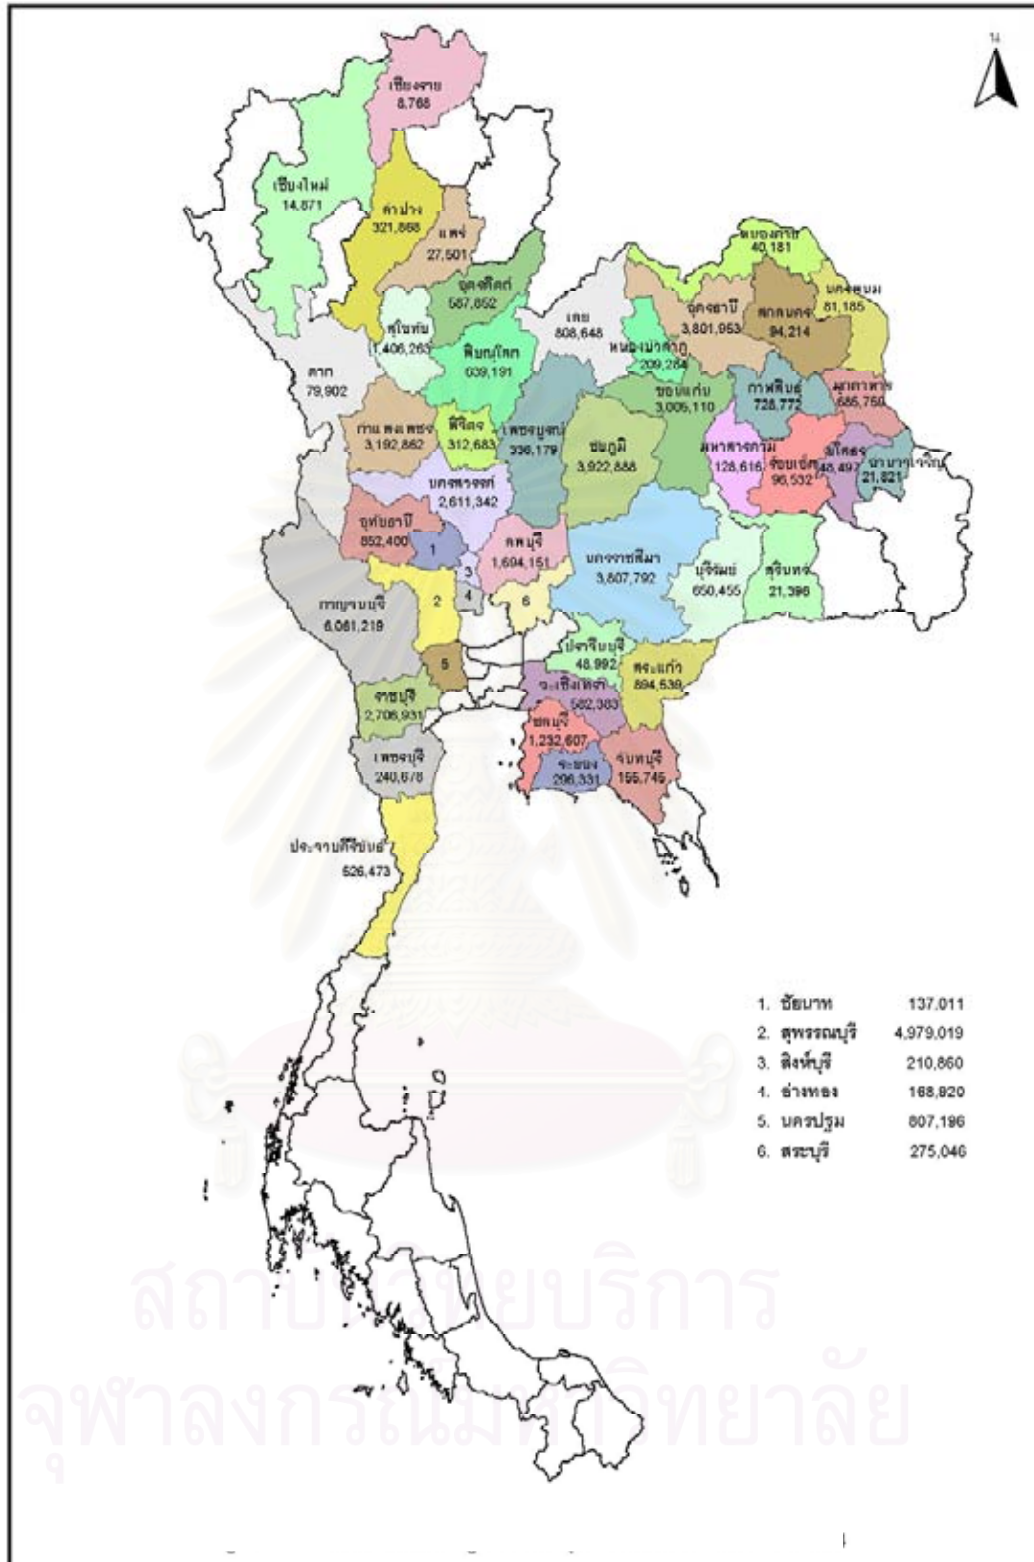 น
เชียงราย
8,768
เชียงใหม่
14,871
ลำปาง
321,868
แพร่
27,501
อุตรดิตถ์
587,852
สุโขทัย
1,406,263
พิษณุโลก
639,191
ตาก
79,902
กำแพงเพชร
3,192,862
พิจิตร
312,683
เพชรบูรณ์
336,179
นครสวรรค์
2,611,342
อุทัยธานี
852,400
ลพบุรี
1,694,151
เลย
808,648
หนองคาย
40,181
นครพนม
81,185
อุดรธานี
3,801,953
สกลนคร
94,214
หนองบัวลำภู
209,284
ขอนแก่น
3,005,110
กาฬสินธุ์
728,772
มุกดาหาร
685,750
ชัยภูมิ
3,922,888
มหาสารคาม
128,616
ร้อยเอ็ด
96,532
ยโสธร
48,497
อำนาจเจริญ
21,821
นครราชสีมา
3,807,792
บุรีรัมย์
650,455
สุรินทร์
21,396
กาญจนบุรี
6,061,219
1
2
3
4
5
6
ปราจีนบุรี
48,992
สระแก้ว
894,539
ฉะเชิงเทรา
582,383
ราชบุรี
2,706,931
ชลบุรี
1,232,607
ระยอง
296,331
จันทบุรี
155,745
เพชรบุรี
240,678
ประจวบคีรีขันธ์
526,473
1. ชัยนาท 137,011
2. สุพรรณบุรี 4,979,019
3. สิงห์บุรี 210,860
4. อ่างทอง 168,820
5. นครปฐม 807,196
6. สระบุรี 275,046
สถาบันวิทยบริการ
จุฬาลงกรณ์มหาวิทยาลัย